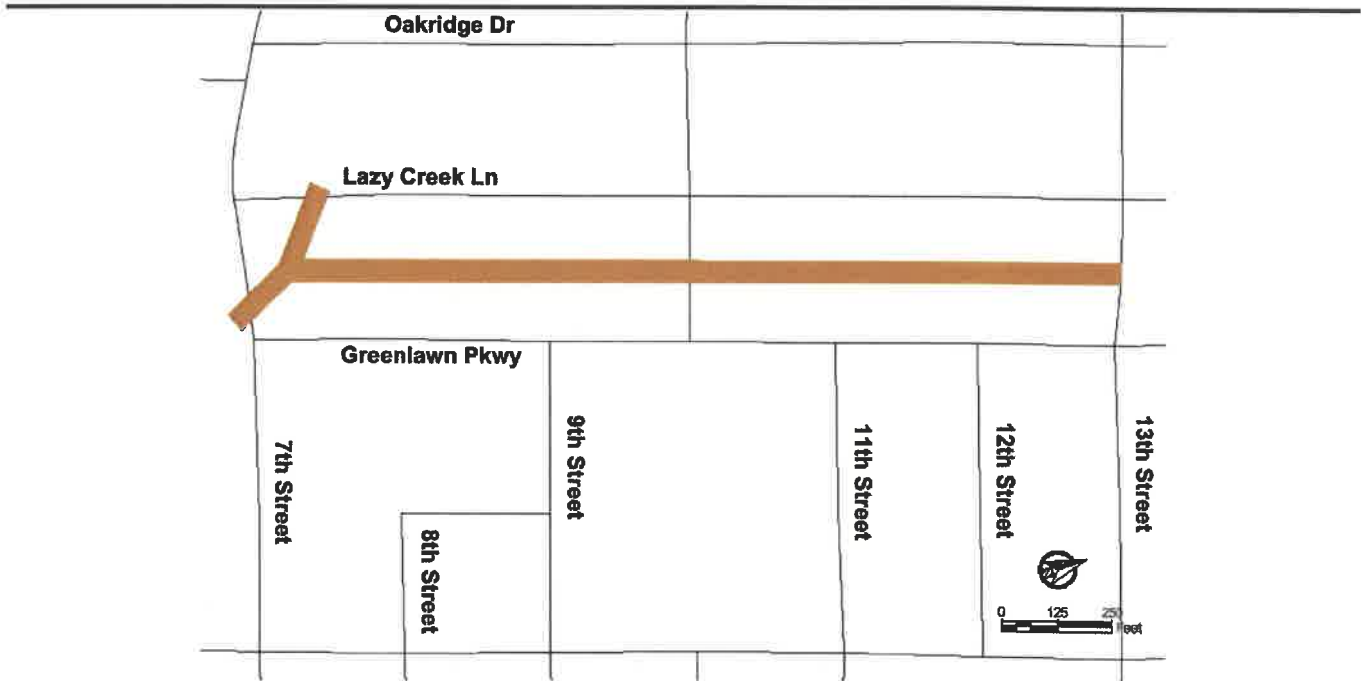 Oakridge Dr
Lazy Creek Ln
Greenlawn Pkwy
7th Street
8th Street
9th Street
11th Street
12th Street
13th Street
0 125 250
Feet